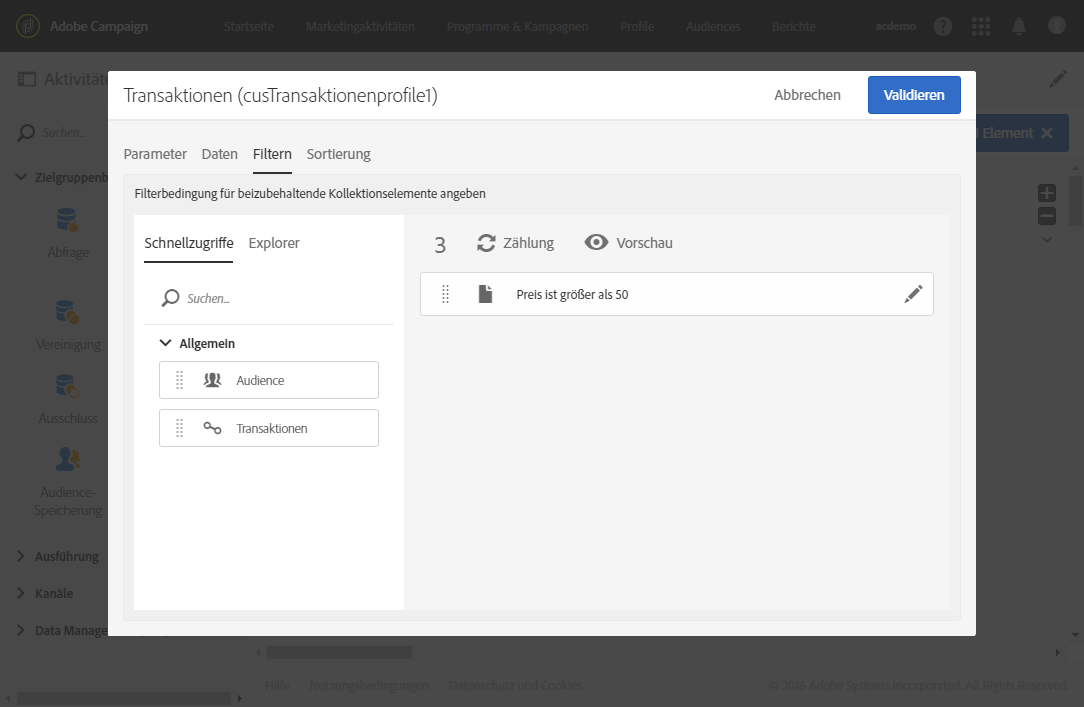 Adobe Campaign
Startseite
Marketingaktivitäten
Programme & Kampagnen
Profile
Audiences
Berichte
acdemo
Aktivitäte
Transaktionen (cusTransaktionenprofile1)
Abbrechen
Validieren
Suchen...
Element
Parameter
Daten
Filtern
Sortierung
Zielgruppenb
Filterbedingung für beizubehaltende Kollektionselemente angeben
Abfrage
Schnellzugriffe
Explorer
3
Zählung
Vorschau
Suchen...
Preis ist größer als 50
Vereinigung
Allgemein
Audience
Ausschluss
Transaktionen
Audience-
Speicherung
Ausführung
Kanäle
Data Manage
Hilfe
Nutzungsbedingungen
Datenschutz und Cookies
© 2016 Adobe Systems Incorporated. All Rights Reserved.